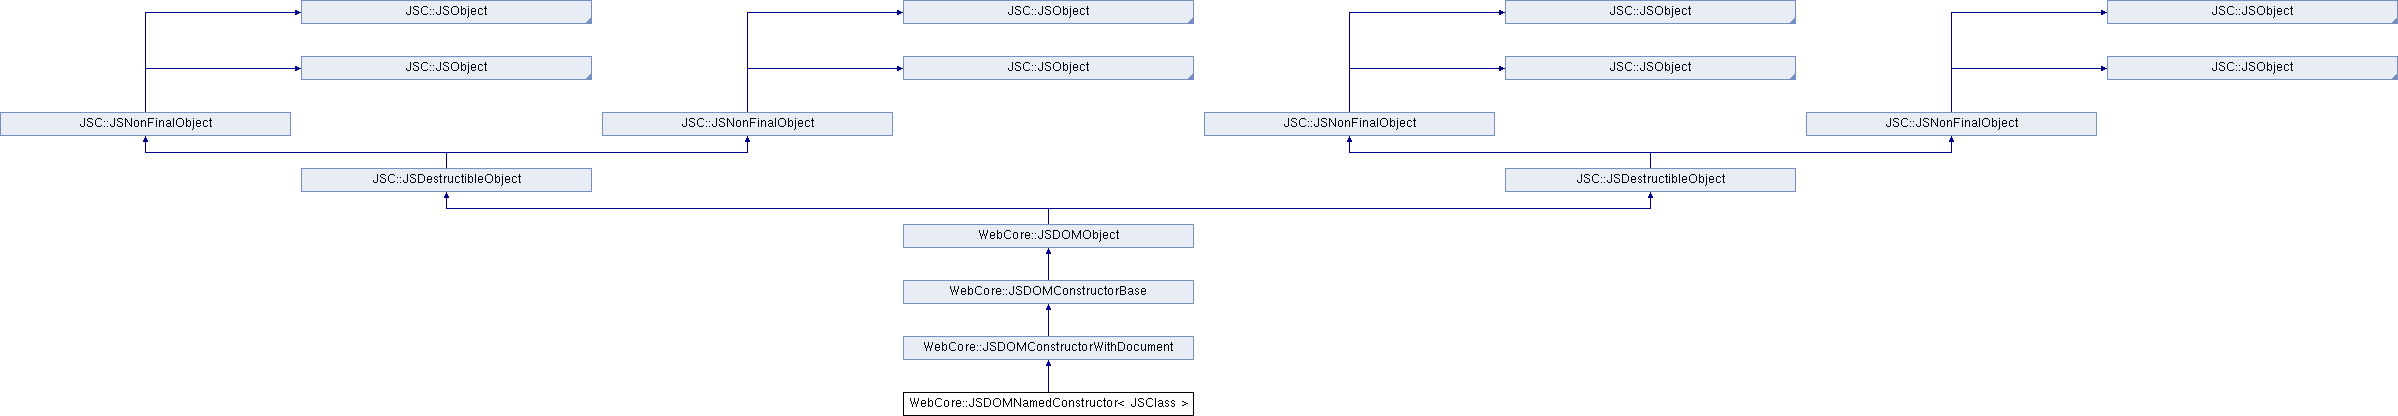 JSC::JSObject
JSC::JSObject
JSC::JSObject
JSC::JSObject
JSC::JSObject
JSC::JSObject
JSC::JSObject
JSC::JSObject
JSC::JSNonFinalObject
JSC::JSNonFinalObject
JSC::JSNonFinalObject
JSC::JSNonFinalObject
JSC::JSDestructibleObject
JSC::JSDestructibleObject
WebCore::JSDOMObject
WebCore::JSDOMConstructorBase
WebCore::JSDOMConstructorWithDocument
WebCore::JSDOMNamedConstructor< JSClass >